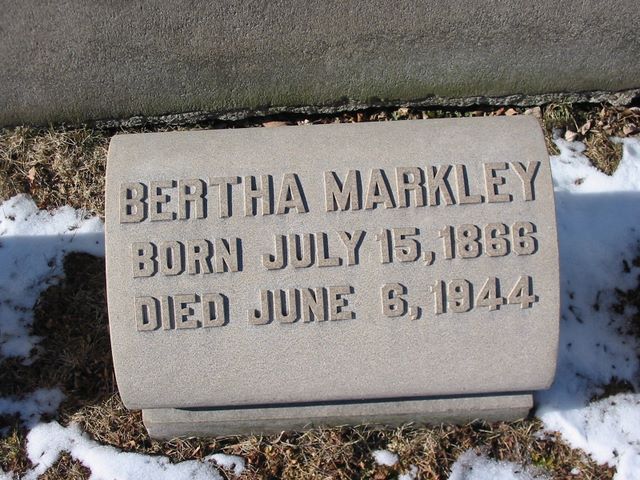 BERTHA MARKLEY
BORN JULY 15, 1866
DIED JUNE 6, 1944